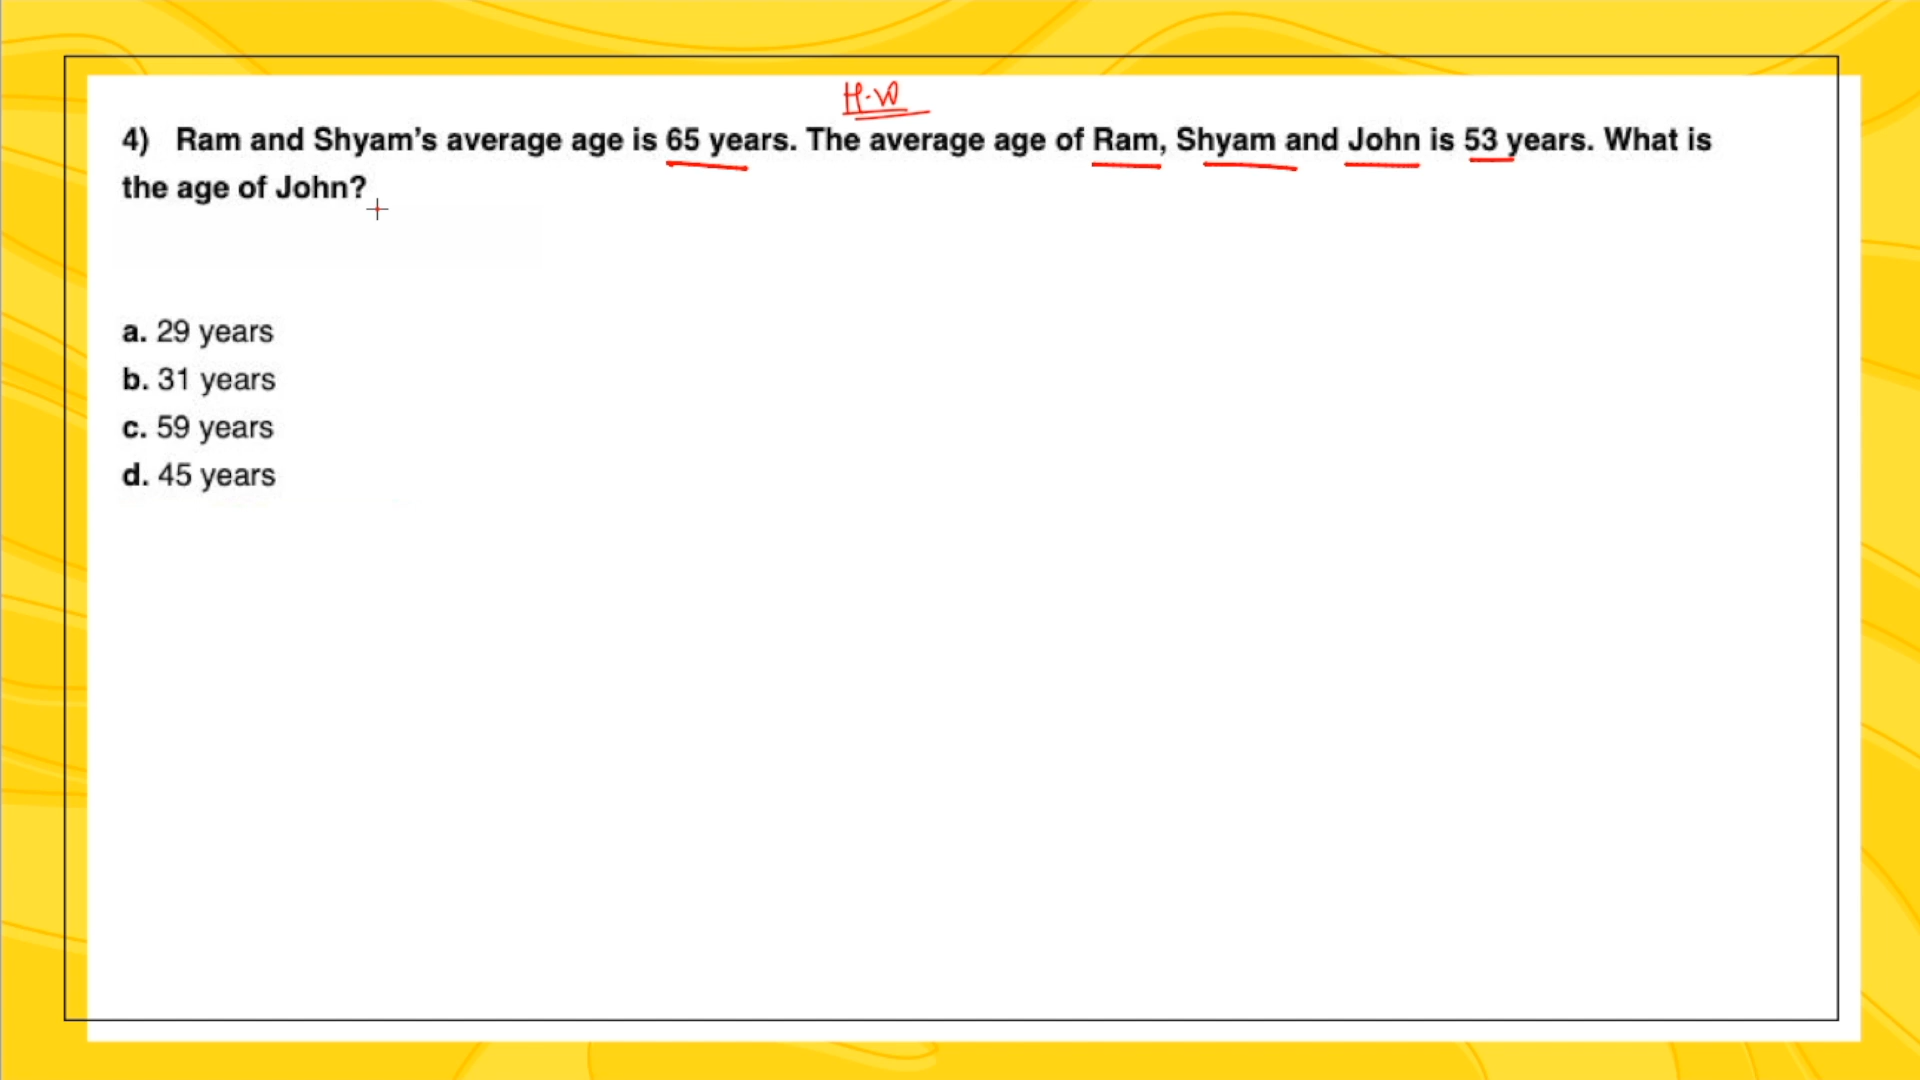 H.W
4) Ram and Shyam’s average age is 65 years. The average age of Ram, Shyam and John is 53 years. What is
the age of John?
a. 29 years
b. 31 years
c. 59 years
d. 45 years